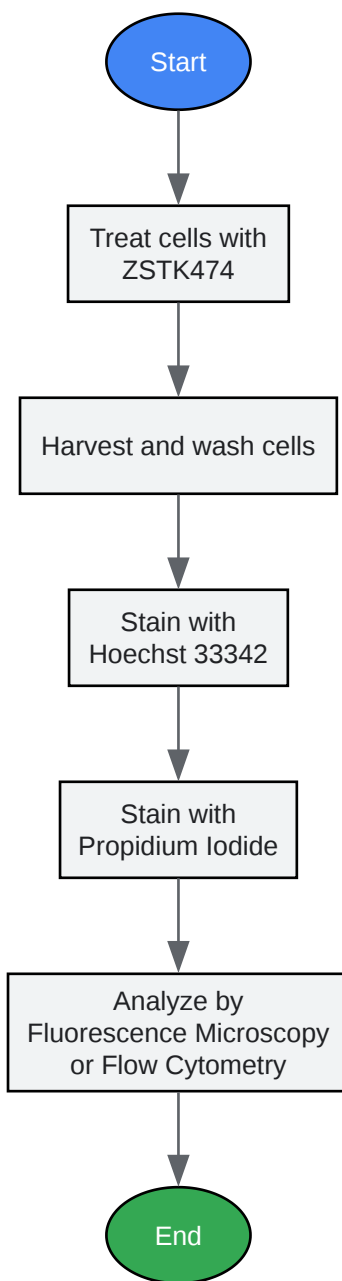 Start
Treat cells with
ZSTK474
Harvest and wash cells
Stain with
Hoechst 33342
Stain with
Propidium Iodide
Analyze by
Fluorescence Microscopy
or Flow Cytometry
End